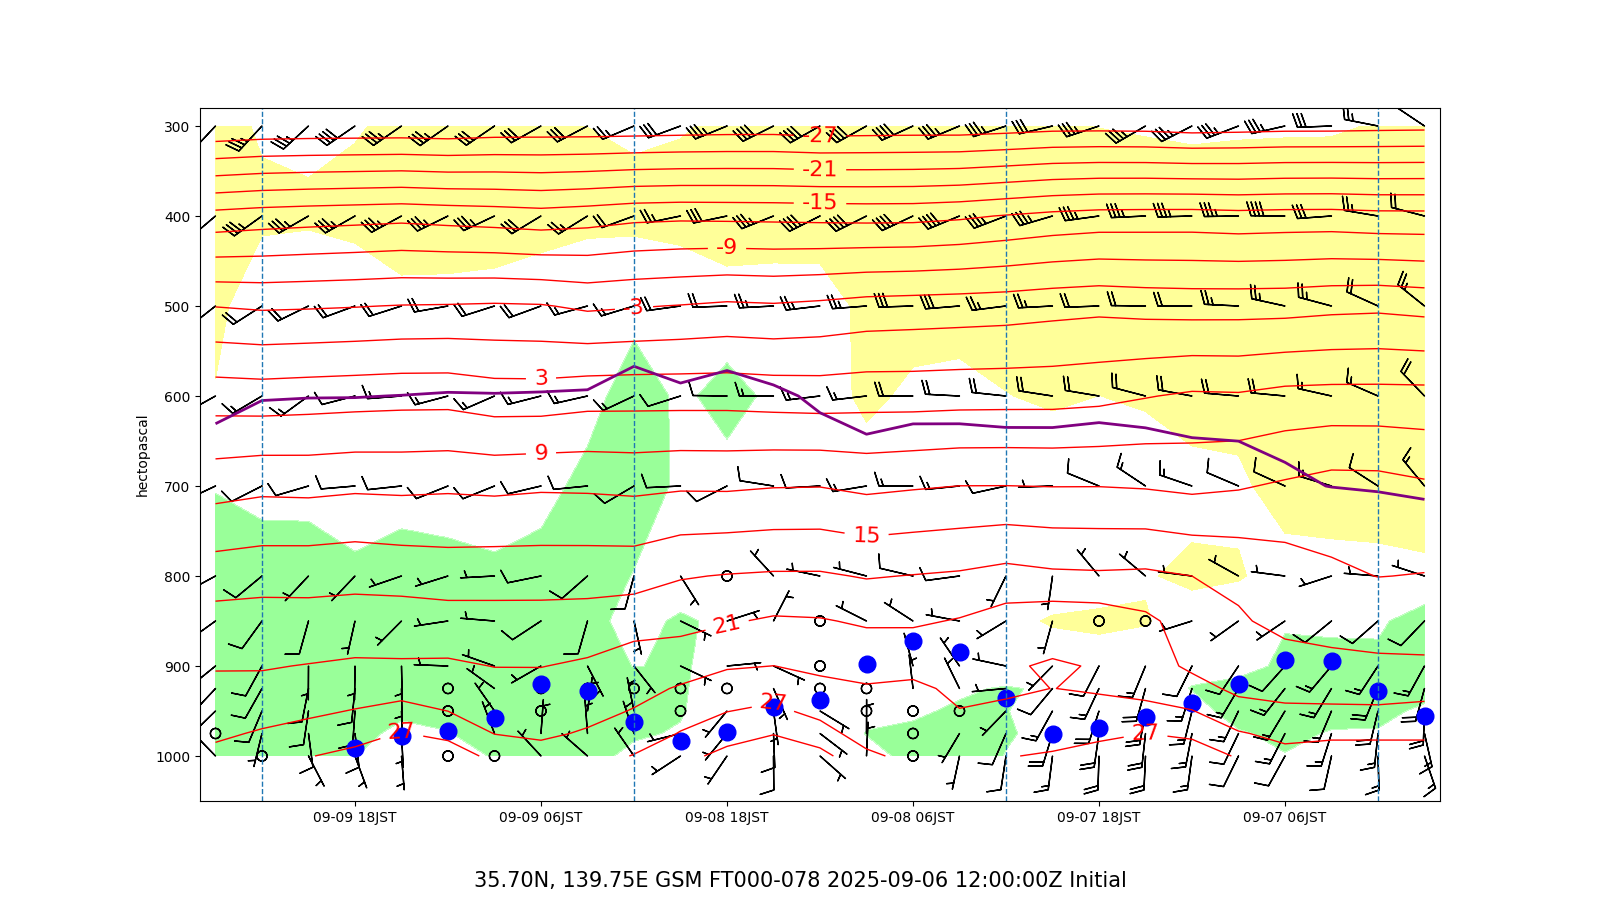 300
400
500
600
700
800
900
1000
hectopascal
-27
-21
-15
-9
-3
3
9
15
21
27
27
27
09-09 18JST
09-09 06JST
09-08 18JST
09-08 06JST
09-07 18JST
09-07 06JST
35.70N, 139.75E GSM FT000-078 2025-09-06 12:00:00Z Initial